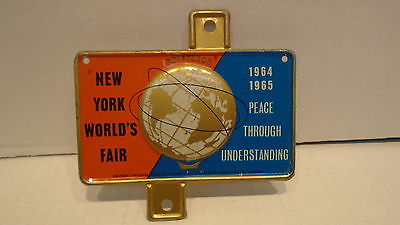 NEW
YORK
WORLD'S
FAIR
1964
1965
PEACE
THROUGH
UNDERSTANDING